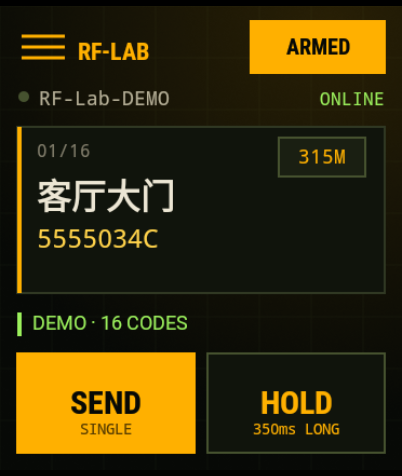 RF-LAB
ARMED
RF-Lab-DEMO
ONLINE
01/16
315M
客厅大门
5555034C
DEMO · 16 CODES
SEND
SINGLE
HOLD
350ms LONG